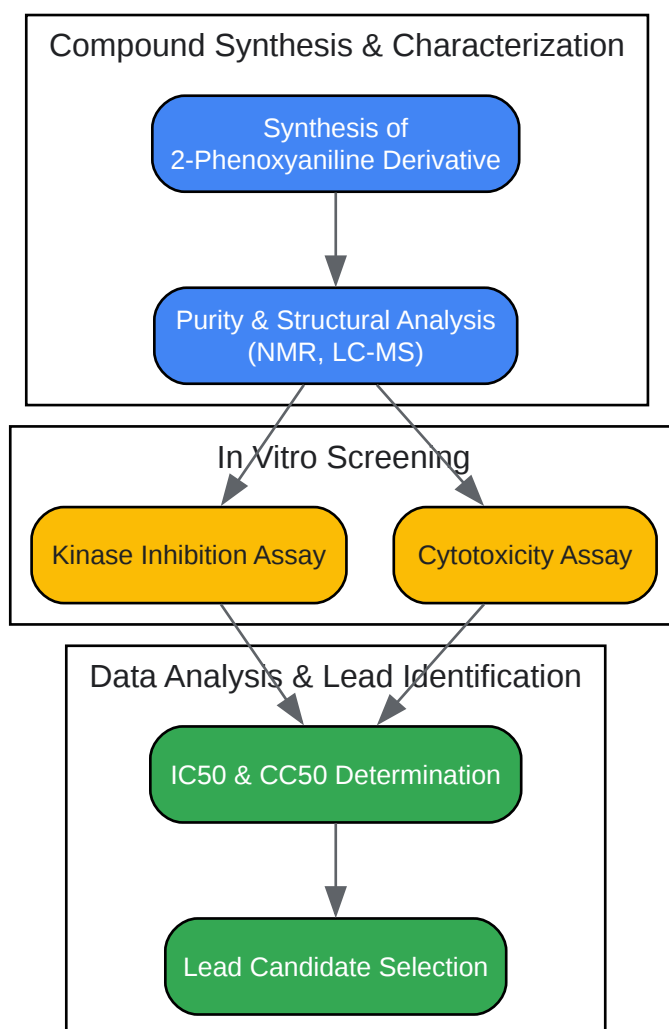 Compound Synthesis & Characterization
Synthesis of
2-Phenoxyaniline Derivative
Purity & Structural Analysis
(NMR, LC-MS)
In Vitro Screening
Kinase Inhibition Assay
Cytotoxicity Assay
Data Analysis & Lead Identification
IC50 & CC50 Determination
Lead Candidate Selection